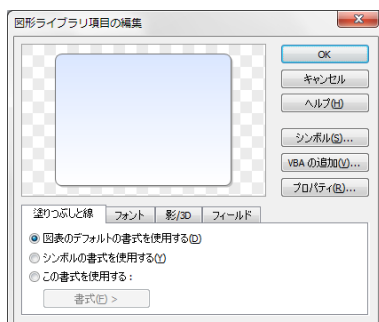 図形ライブラリ項目の編集
OK
キャンセル
ヘルプ(H)
シンボル(S)...
VBA の追加(V)...
プロパティ(R)...
塗りつぶしと線 フォント 影/3D フィールド
図表のデフォルトの書式を使用する(D)
シンボルの書式を使用する(Y)
この書式を使用する :
書式(F) >